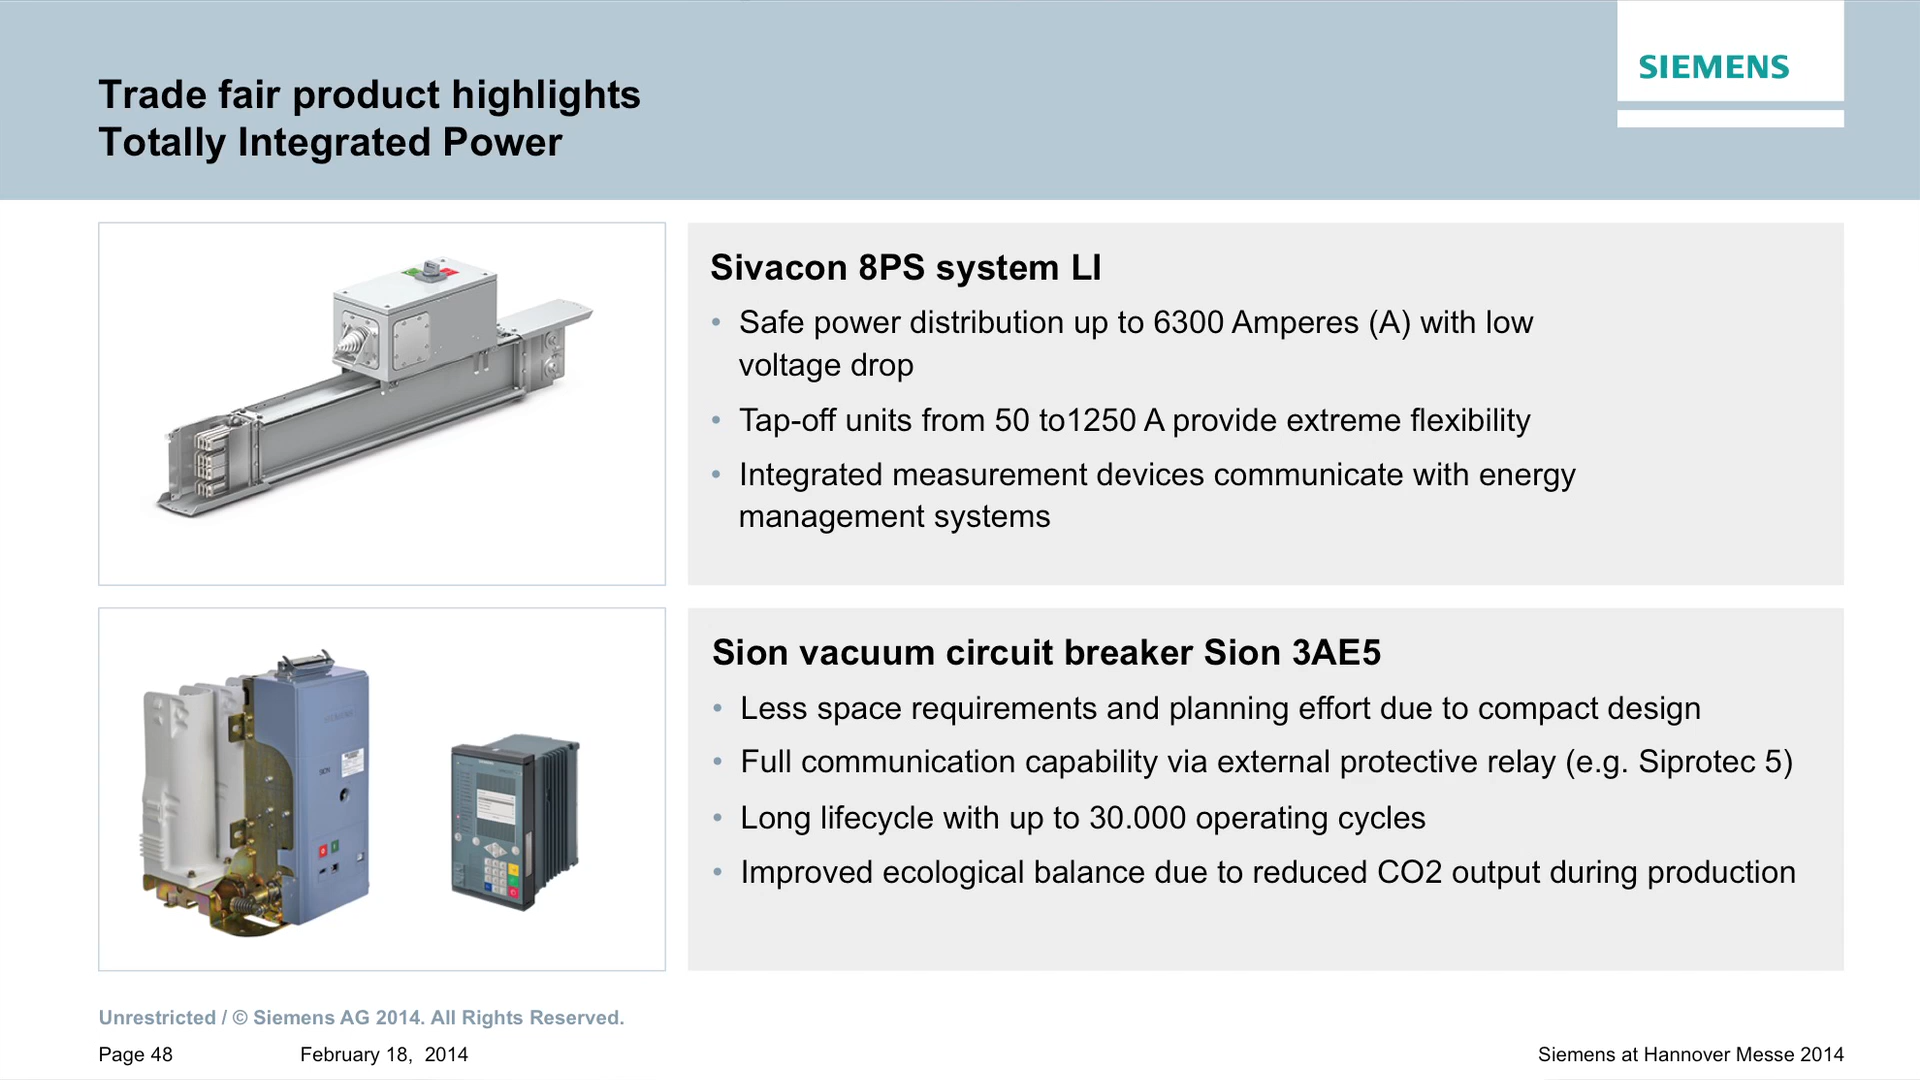 Trade fair product highlights
Totally Integrated Power
SIEMENS
Sivacon 8PS system LI
• Safe power distribution up to 6300 Amperes (A) with low
voltage drop
• Tap-off units from 50 to1250 A provide extreme flexibility
• Integrated measurement devices communicate with energy
management systems
Sion vacuum circuit breaker Sion 3AE5
• Less space requirements and planning effort due to compact design
• Full communication capability via external protective relay (e.g. Siprotec 5)
• Long lifecycle with up to 30.000 operating cycles
• Improved ecological balance due to reduced CO2 output during production
Unrestricted / © Siemens AG 2014. All Rights Reserved.
Page 48 February 18, 2014 Siemens at Hannover Messe 2014